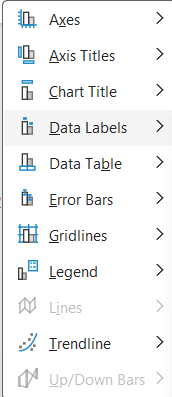 Axes
Axis Titles
Chart Title
Data Labels
Data Table
Error Bars
Gridlines
Legend
Lines
Trendline
Up/Down Bars